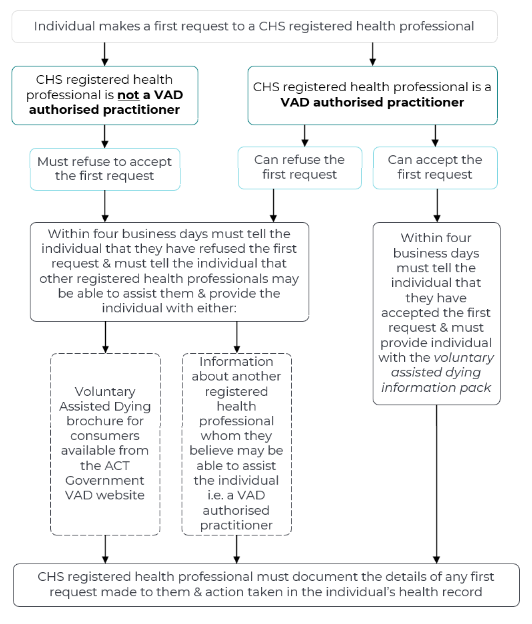 Individual makes a first request to a CHS registered health professional
CHS registered health
professional is not a VAD
authorised practitioner
CHS registered health professional is a
VAD authorised practitioner
Must refuse to accept
the first request
Can refuse the
first request
Can accept the
first request
Within four business days must tell the
individual that they have refused the first
request & must tell the individual that
other registered health professionals may
be able to assist them & provide the
individual with either:
Within four
business days
must tell the
individual that
they have
accepted the first
request & must
provide individual
with the voluntary
assisted dying
information pack
Voluntary
Assisted Dying
brochure for
consumers
available from
the ACT
Government
VAD website
Information
about another
registered
health
professional
whom they
believe may be
able to assist
the individual
i.e. a VAD
authorised
practitioner
CHS registered health professional must document the details of any first
request made to them & action taken in the individual's health record